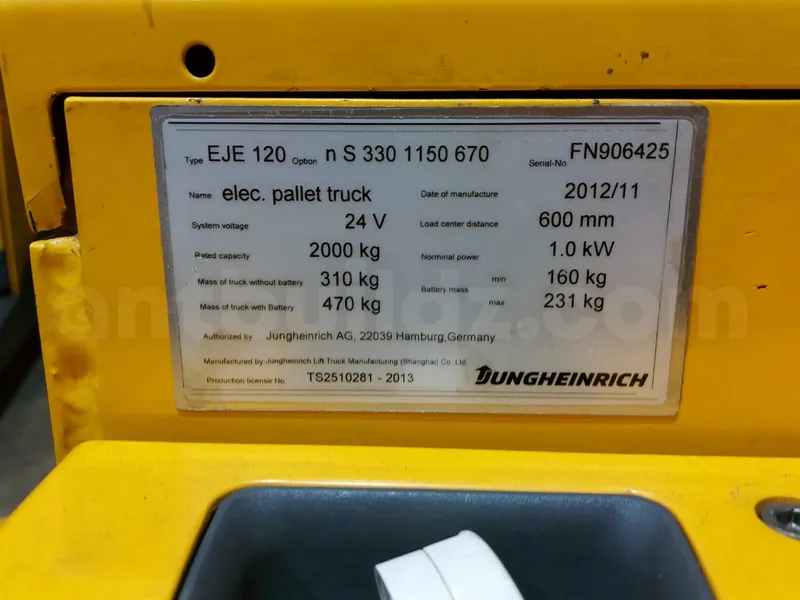 Type EJE 120 Option n S 330 1150 670 Serial-No. FN906425
Name elec. pallet truck Date of manufacture 2012/11
System voltage 24 V Load center distance 600 mm
Rated capacity 2000 kg Norminal power 1.0 kW
Mass of truck without battery 310 kg Battery mass min 160 kg
Mass of truck with Battery 470 kg max 231 kg
Authorized by Jungheinrich AG, 22039 Hamburg,Germany
Manufactured by Jungheinrich Lift Truck Manufacturing (Shanghai) Co.,Ltd
Production license No. TS2510281 - 2013
JUNGHEINRICH